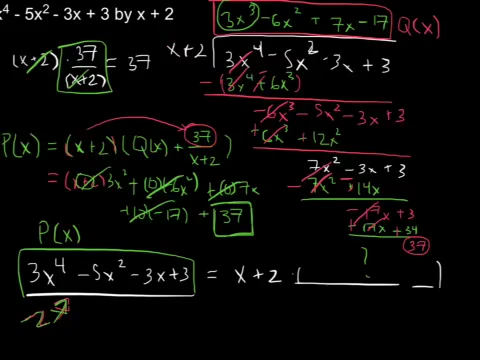 x⁴ - 5x² - 3x + 3 by x + 2
3x³ - 6x² + 7x - 17 Q(x)
(x+2) · 37/(x+2) = 37
x+2 3x⁴ - 5x² - 3x + 3
- (3x⁴ + 6x³)
- 6x³ - 5x² - 3x + 3
+ 6x³ + 12x²
P(x) = (x+2) (Q(x) + 37/(x+2))
7x² - 3x + 3
- 7x² - 14x
- 17x + 3
+ 17x + 34
37
37
P(x)
?
3x⁴ - 5x² - 3x + 3 = x+2